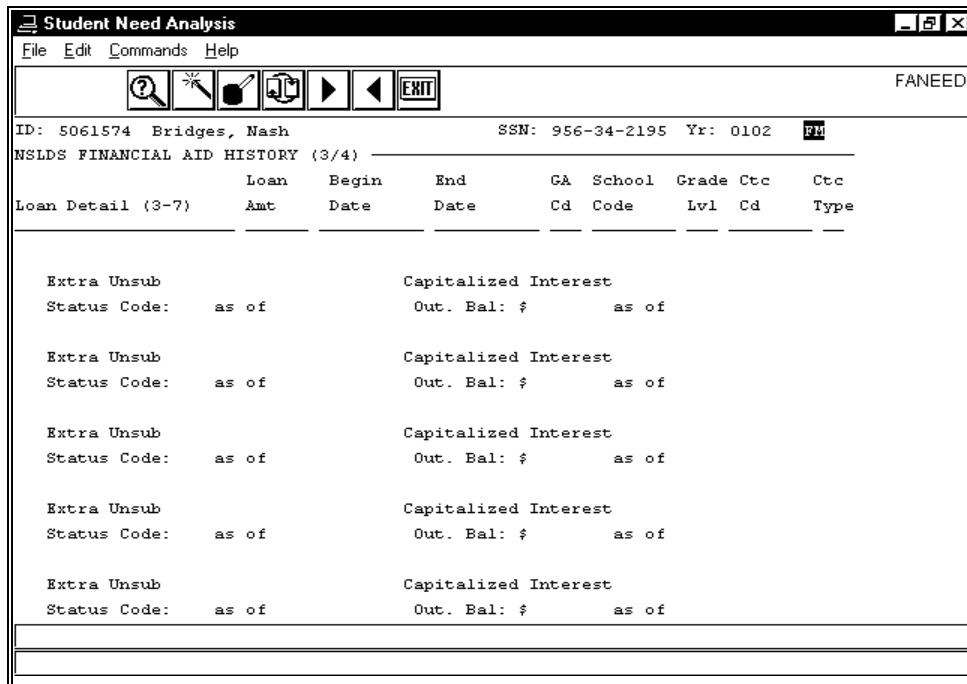 Student Need Analysis
File Edit Commands Help
EXIT FANEED
ID: 5061574 Bridges, Nash SSN: 956-34-2195 Yr: 0102 FM
NSLDS FINANCIAL AID HISTORY (3/4)
Loan Begin End GA School Grade Ctc Ctc
Loan Detail (3-7) Amt Date Date Cd Code Lvl Cd Type
Extra Unsub Capitalized Interest
Status Code: as of Out. Bal: $ as of
Extra Unsub Capitalized Interest
Status Code: as of Out. Bal: $ as of
Extra Unsub Capitalized Interest
Status Code: as of Out. Bal: $ as of
Extra Unsub Capitalized Interest
Status Code: as of Out. Bal: $ as of
Extra Unsub Capitalized Interest
Status Code: as of Out. Bal: $ as of